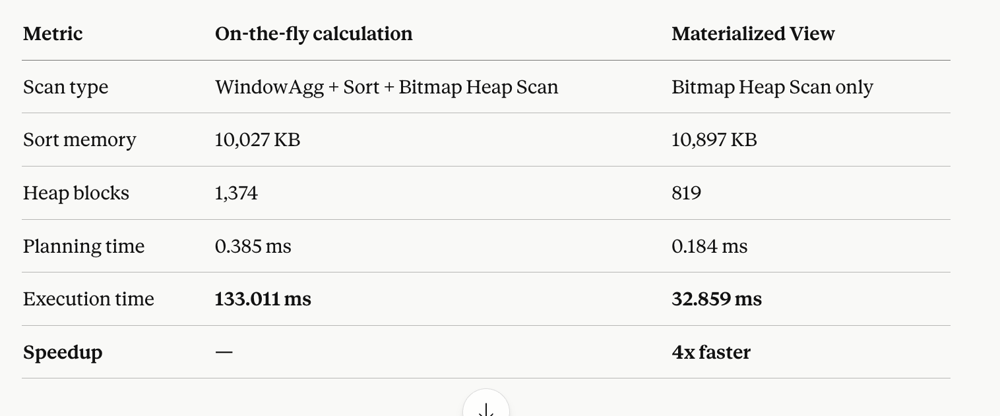 Metric On-the-fly calculation Materialized View
Scan type WindowAgg + Sort + Bitmap Heap Scan Bitmap Heap Scan only
Sort memory 10,027 KB 10,897 KB
Heap blocks 1,374 819
Planning time 0.385 ms 0.184 ms
Execution time 133.011 ms 32.859 ms
Speedup — 4x faster